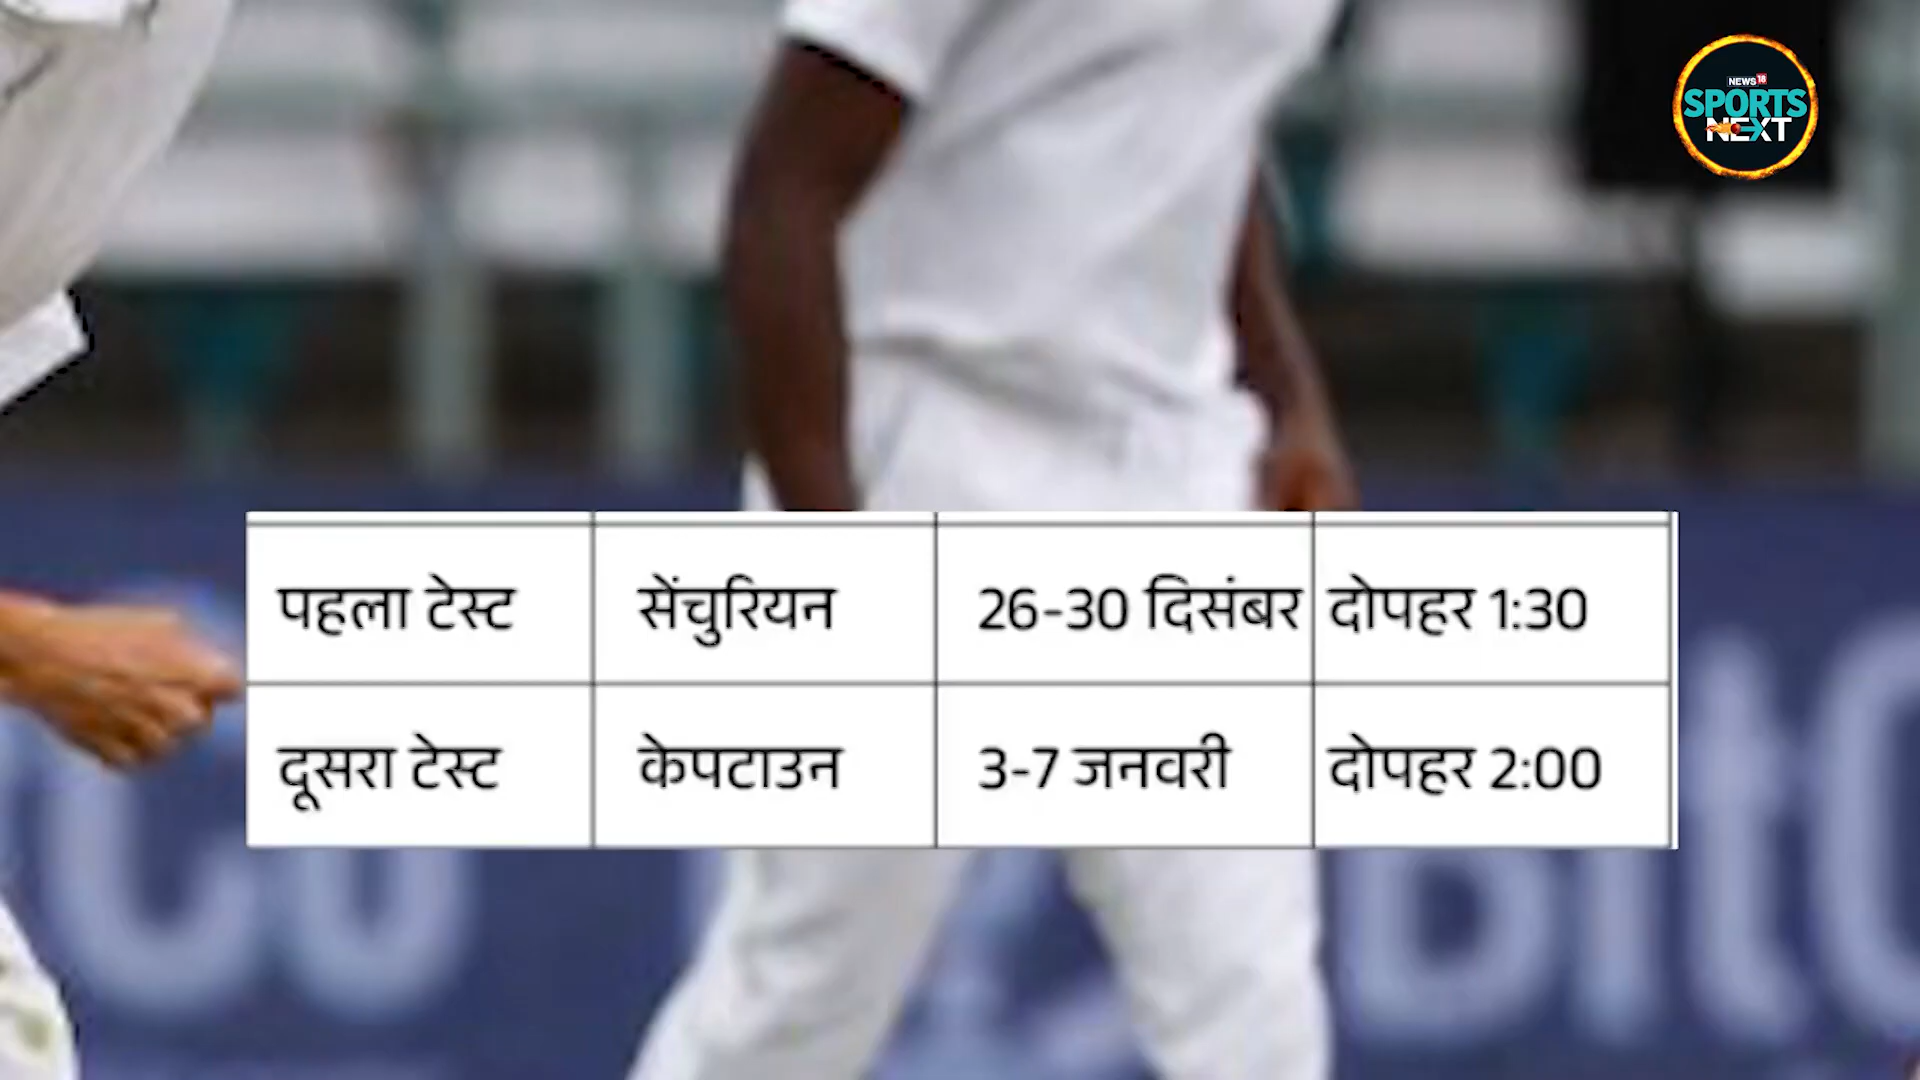 NEWS18
SPORTS
NEXT
पहला टेस्ट सेंचुरियन 26-30 दिसंबर दोपहर 1:30
दूसरा टेस्ट केपटाउन 3-7 जनवरी दोपहर 2:00